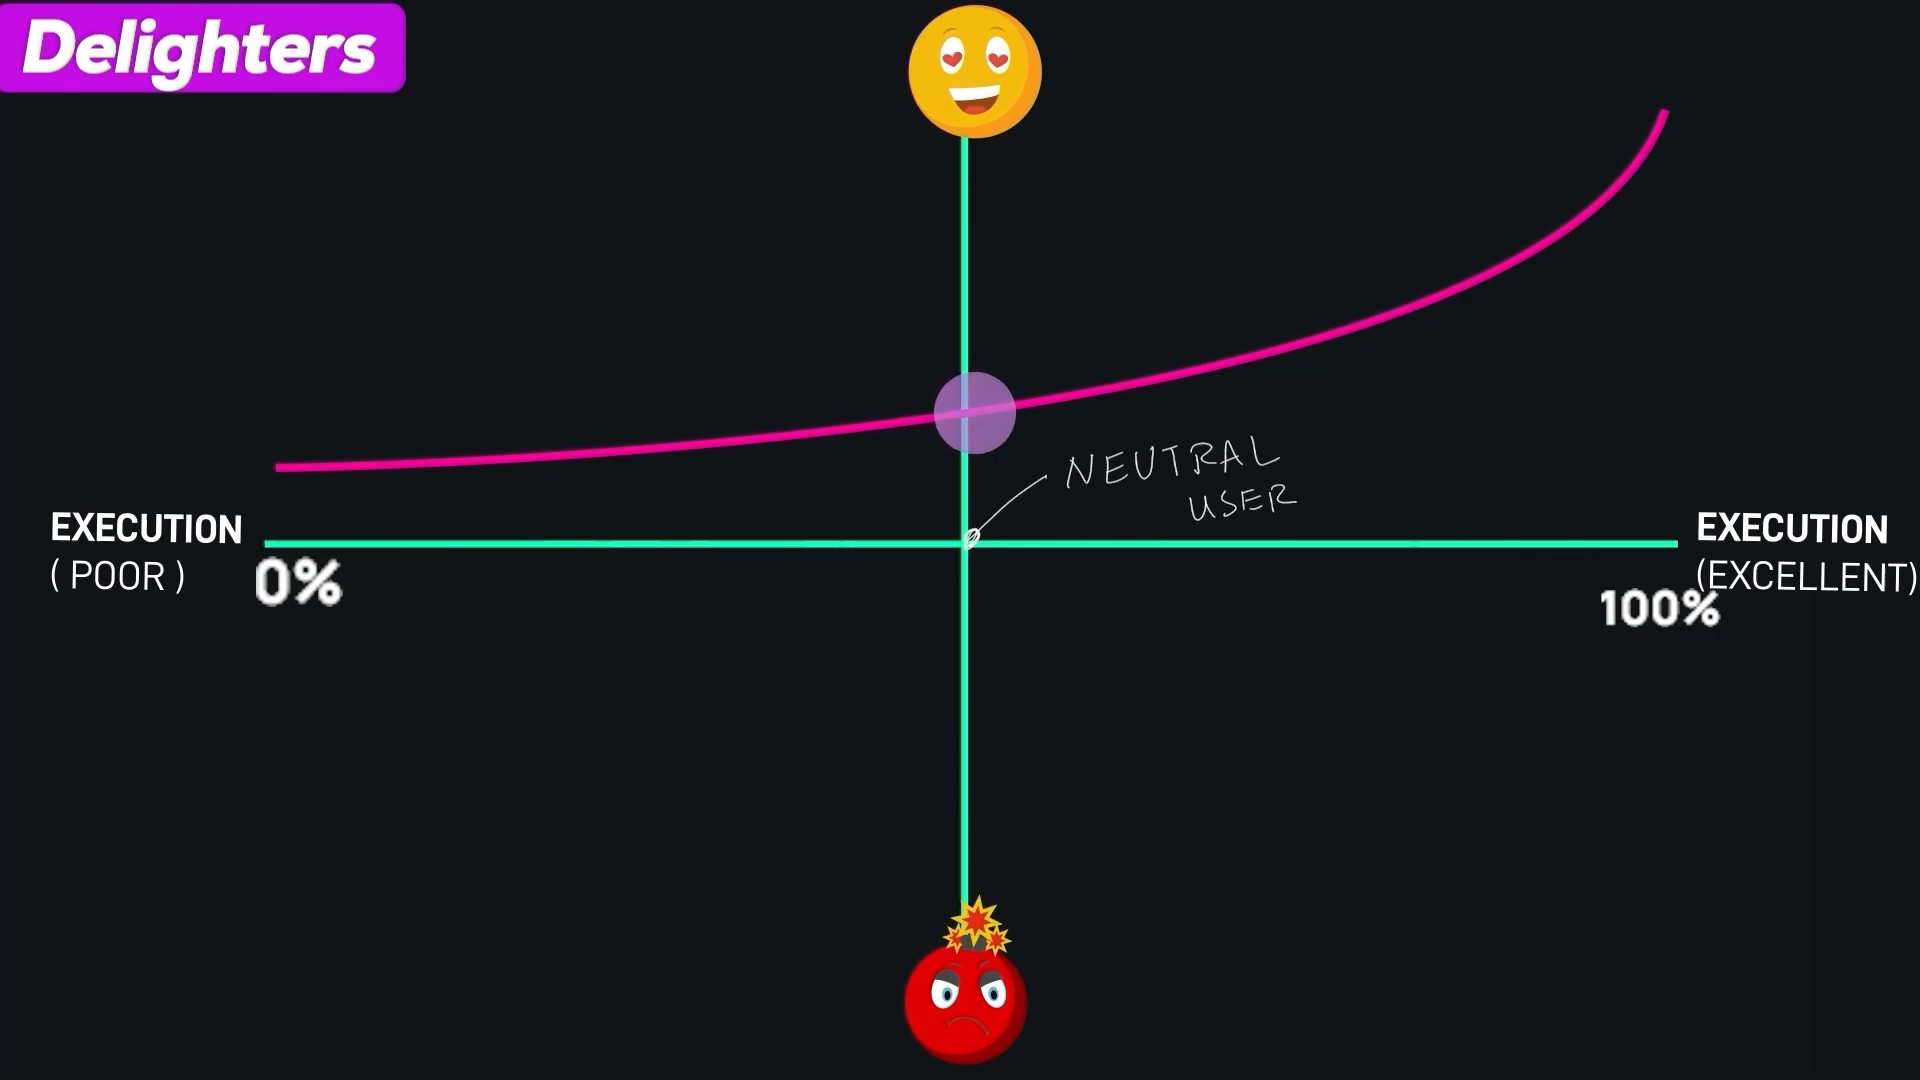 Delighters
NEUTRAL
USER
EXECUTION
( POOR )
0%
EXECUTION
(EXCELLENT)
100%